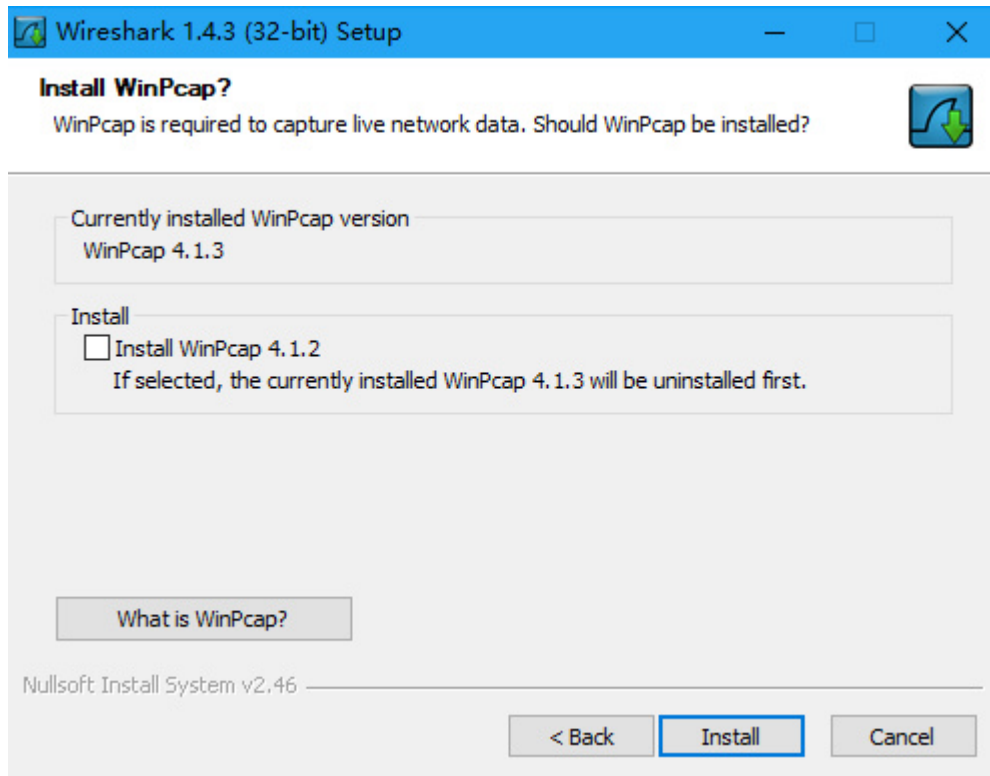 Wireshark 1.4.3 (32-bit) Setup
Install WinPcap?
WinPcap is required to capture live network data. Should WinPcap be installed?
Currently installed WinPcap version
WinPcap 4.1.3
Install
Install WinPcap 4.1.2
If selected, the currently installed WinPcap 4.1.3 will be uninstalled first.
What is WinPcap?
Nullsoft Install System v2.46
< Back
Install
Cancel